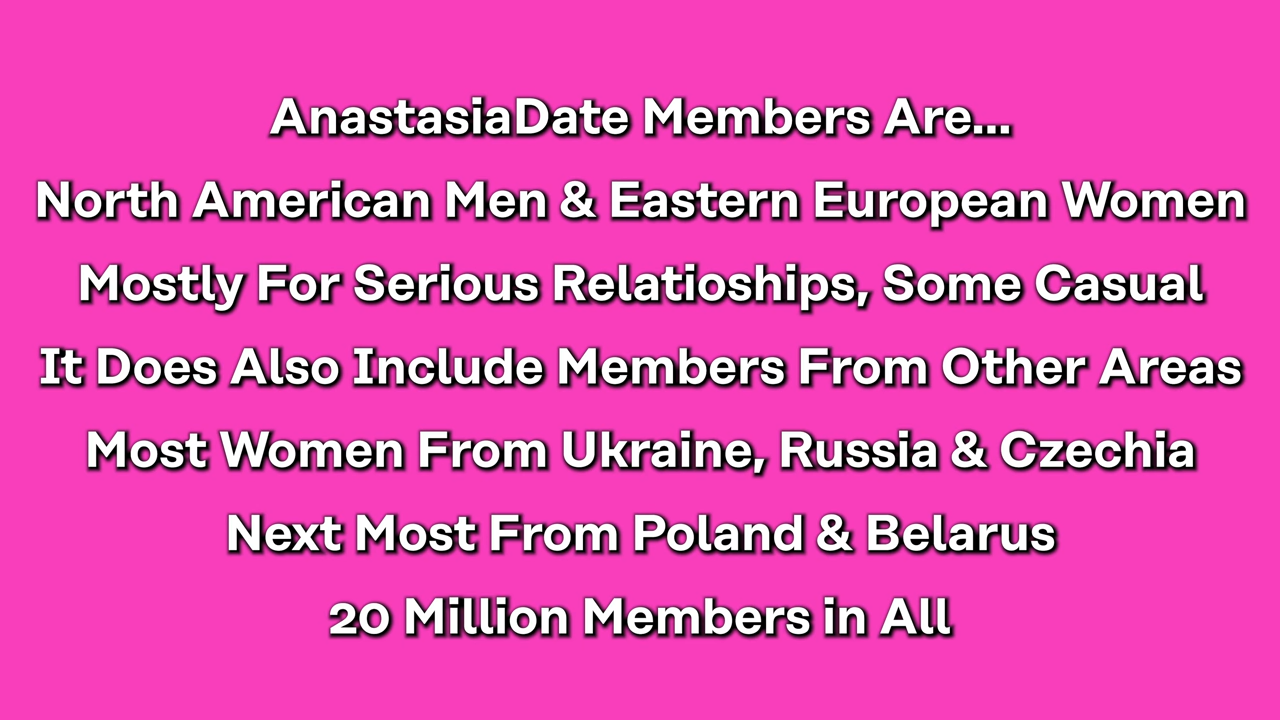 AnastasiaDate Members Are...
North American Men & Eastern European Women
Mostly For Serious Relatioships, Some Casual
It Does Also Include Members From Other Areas
Most Women From Ukraine, Russia & Czechia
Next Most From Poland & Belarus
20 Million Members in All